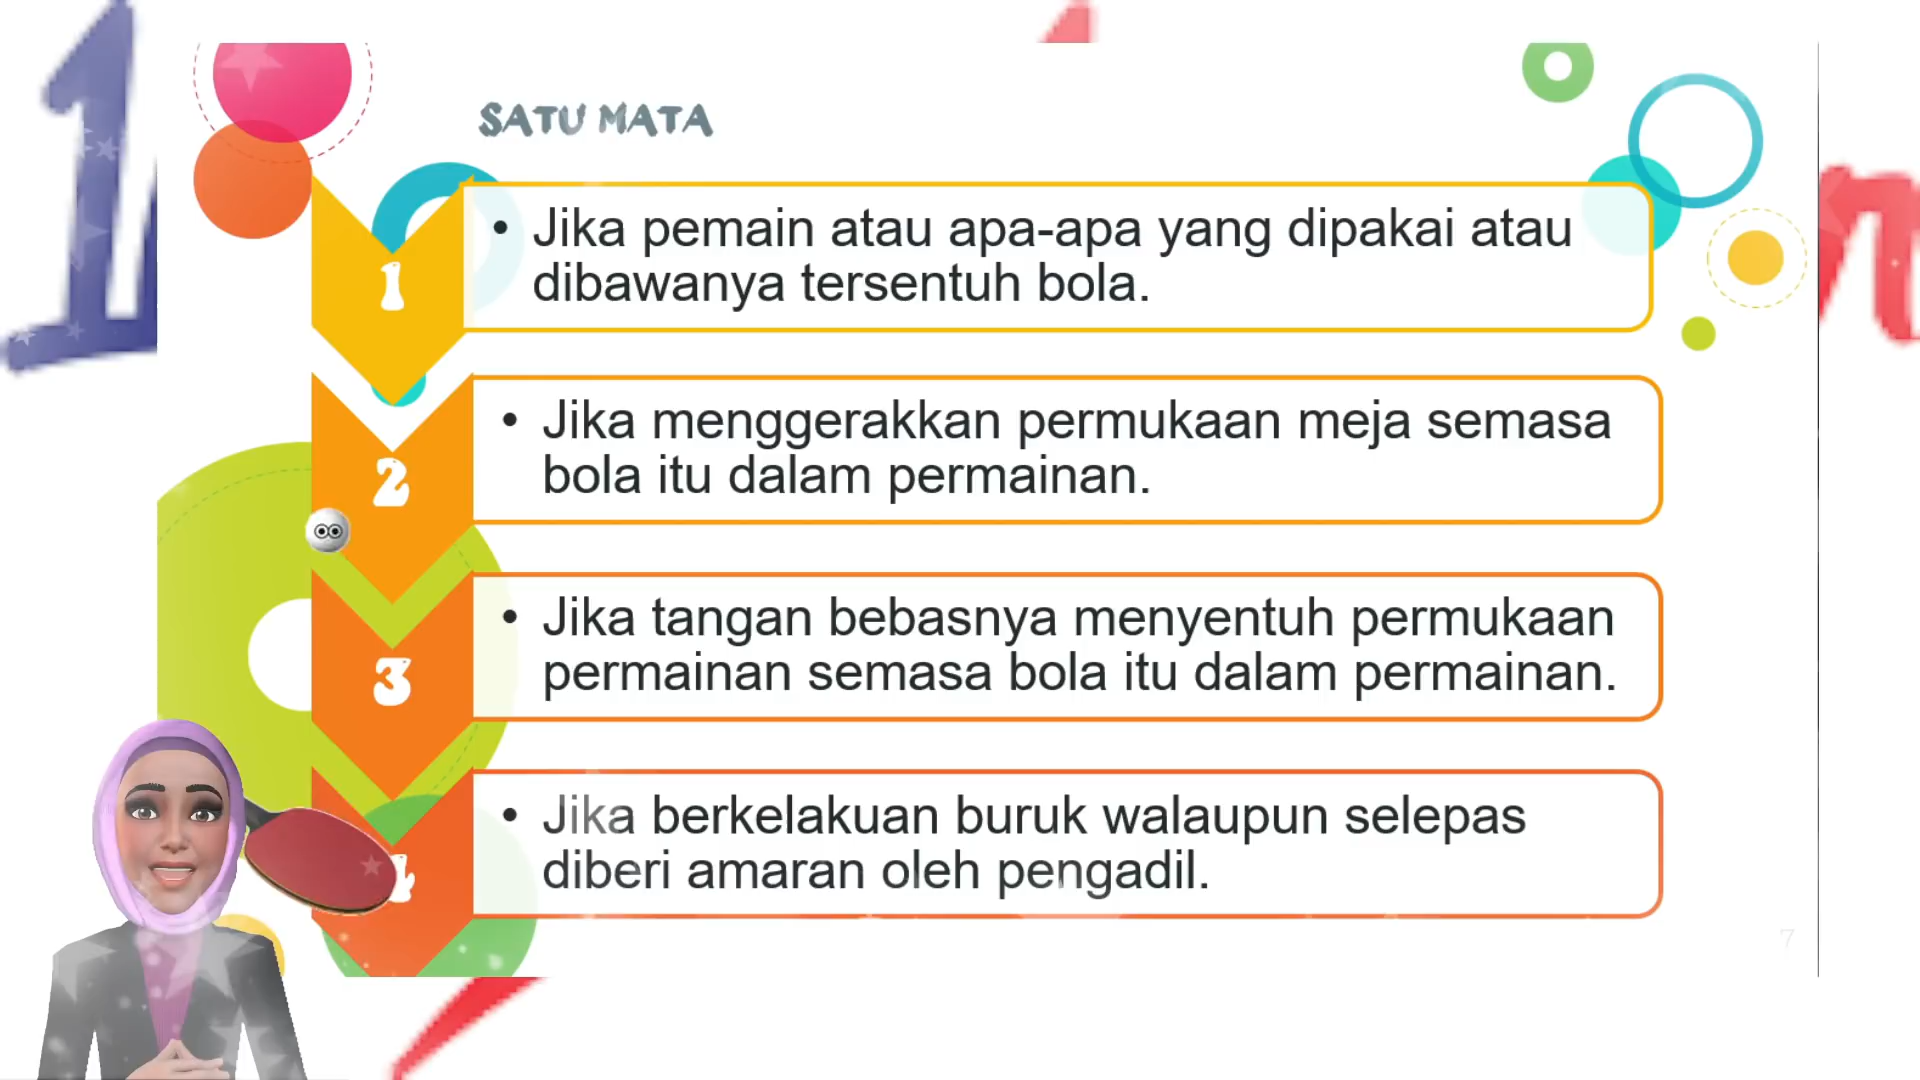 SATU MATA
1
• Jika pemain atau apa-apa yang dipakai atau
dibawanya tersentuh bola.
2
• Jika menggerakkan permukaan meja semasa
bola itu dalam permainan.
3
• Jika tangan bebasnya menyentuh permukaan
permainan semasa bola itu dalam permainan.
4
• Jika berkelakuan buruk walaupun selepas
diberi amaran oleh pengadil.
7